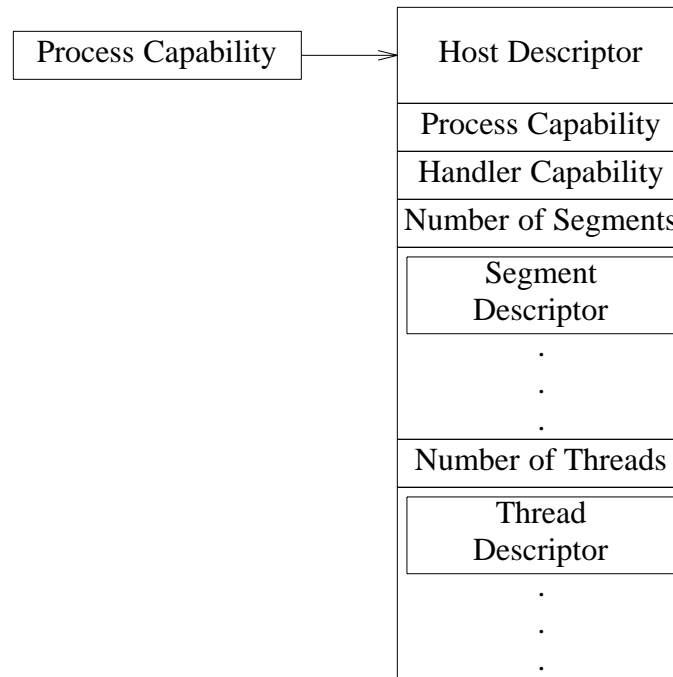 Process Capability
Host Descriptor
Process Capability
Handler Capability
Number of Segments
Segment
Descriptor
.
.
.
Number of Threads
Thread
Descriptor
.
.
.